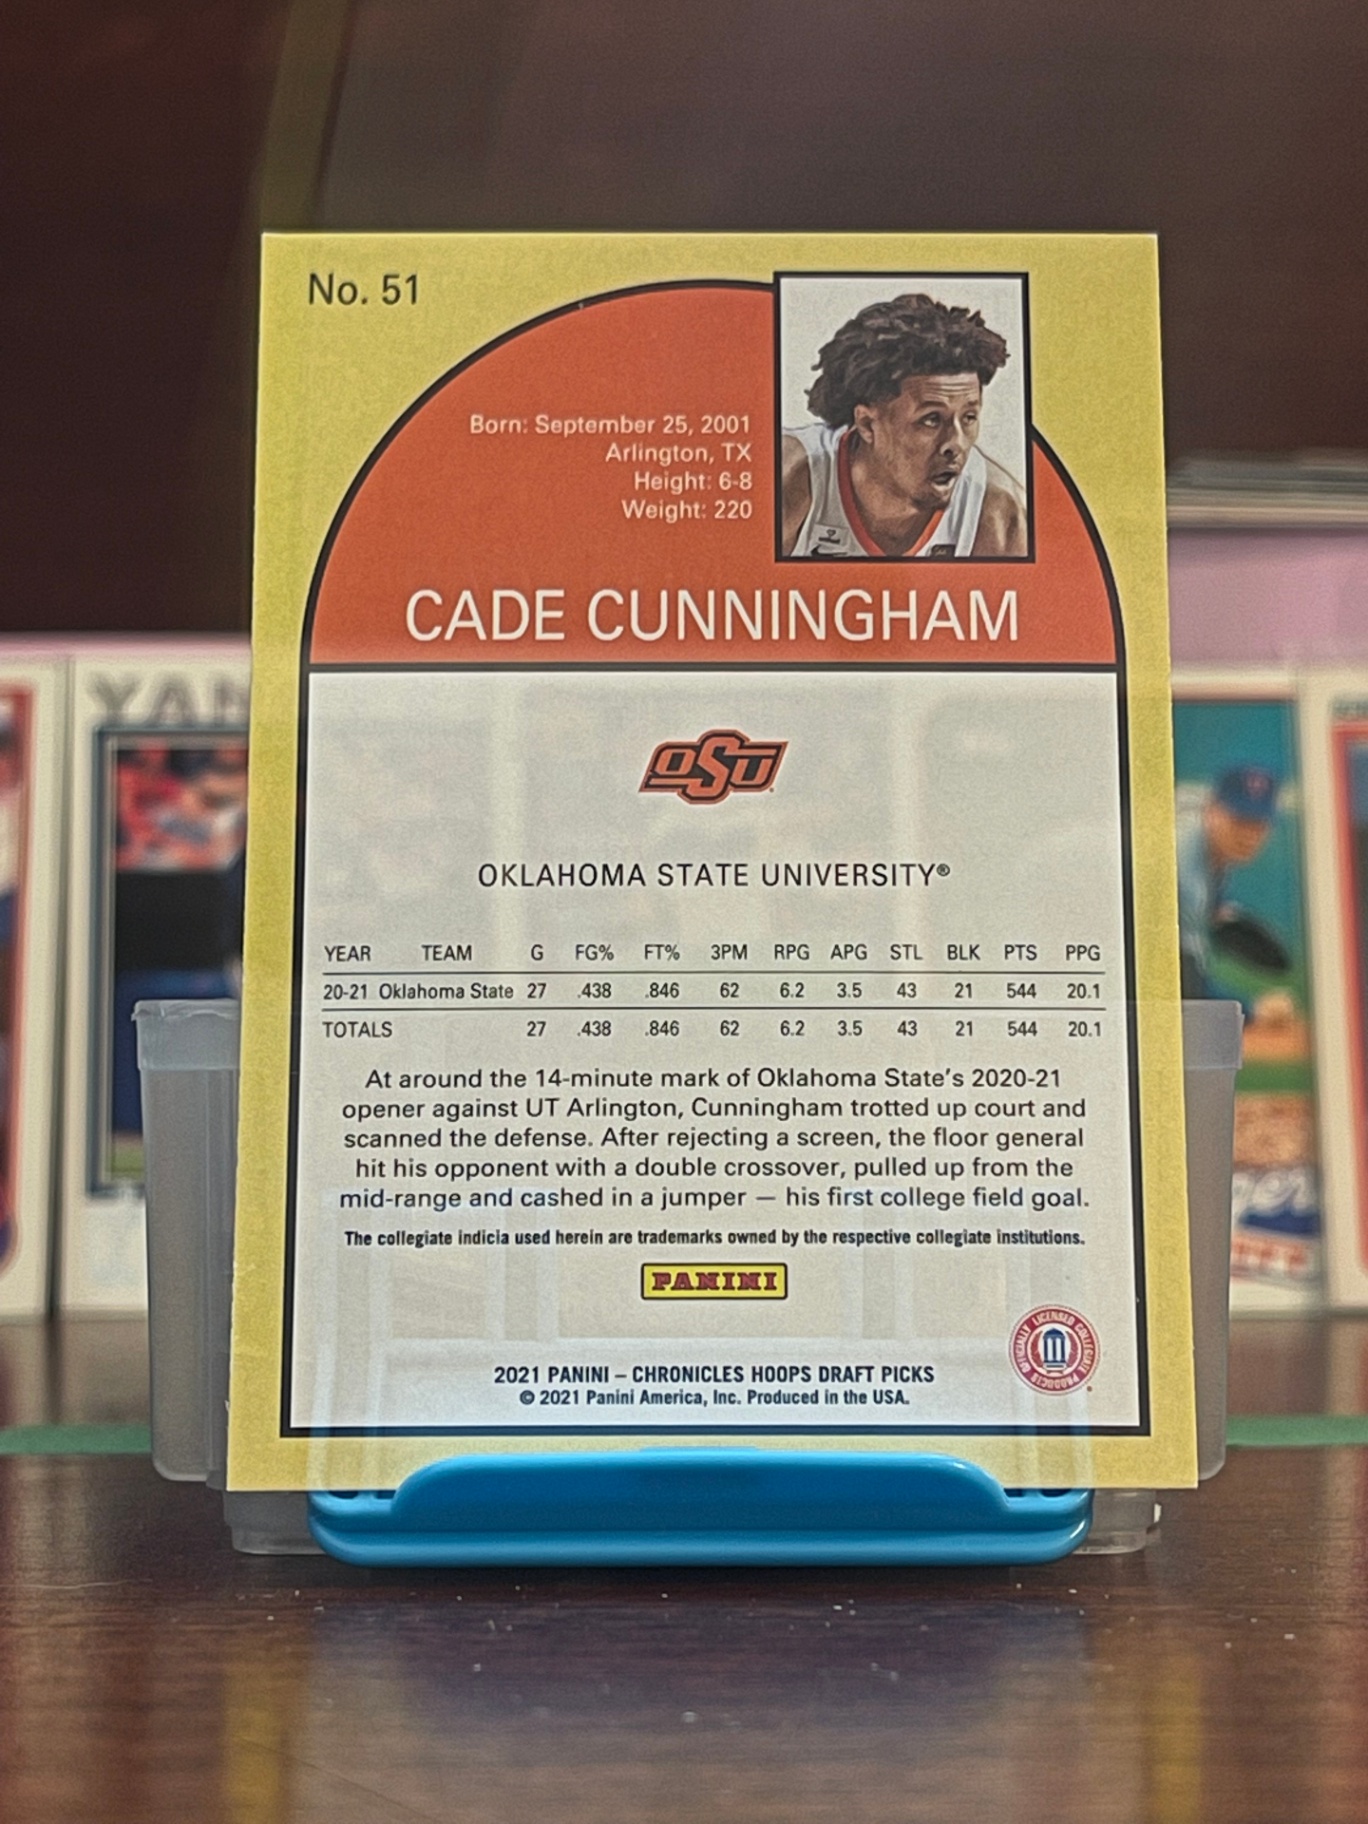 No. 51
Born: September 25, 2001
Arlington, TX
Height: 6-8
Weight: 220
CADE CUNNINGHAM
OSU
OKLAHOMA STATE UNIVERSITY®
YEAR TEAM G FG% FT% 3PM RPG APG STL BLK PTS PPG
20-21 Oklahoma State 27 .438 .846 62 6.2 3.5 43 21 544 20.1
TOTALS 27 .438 .846 62 6.2 3.5 43 21 544 20.1
At around the 14-minute mark of Oklahoma State's 2020-21
opener against UT Arlington, Cunningham trotted up court and
scanned the defense. After rejecting a screen, the floor general
hit his opponent with a double crossover, pulled up from the
mid-range and cashed in a jumper — his first college field goal.
The collegiate indicia used herein are trademarks owned by the respective collegiate institutions.
PANINI
OFFICIALLY LICENSED COLLEGIATE PRODUCTS
2021 PANINI – CHRONICLES HOOPS DRAFT PICKS
© 2021 Panini America, Inc. Produced in the USA.
YAN